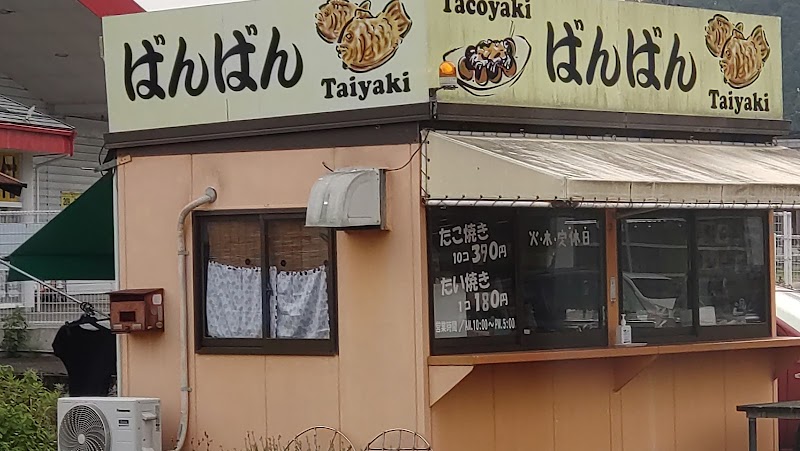 ばんばん
Taiyaki
Tacoyaki
ばんばん
Taiyaki
たこ焼き
10コ 390円
たい焼き
1コ 180円
営業時間／AM.10:00～PM.5:00
火・水・定休日